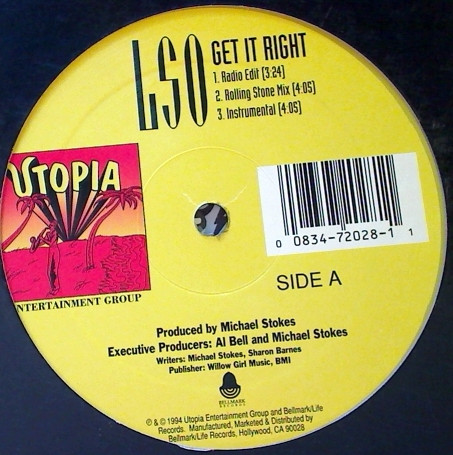 LSO
GET IT RIGHT
1. Radio Edit (3:24)
2. Rolling Stone Mix (4:05)
3. Instrumental (4:05)
UTOPIA
ENTERTAINMENT GROUP
0 0834-72028-1 1
SIDE A
Produced by Michael Stokes
Executive Producers: Al Bell and Michael Stokes
Writers: Michael Stokes, Sharon Barnes
Publisher: Willow Girl Music, BMI
BELLMARK
RECORDS
℗ & © 1994 Utopia Entertainment Group and Bellmark/Life
Records. Manufactured, Marketed & Distributed by
Bellmark/Life Records, Hollywood, CA 90028